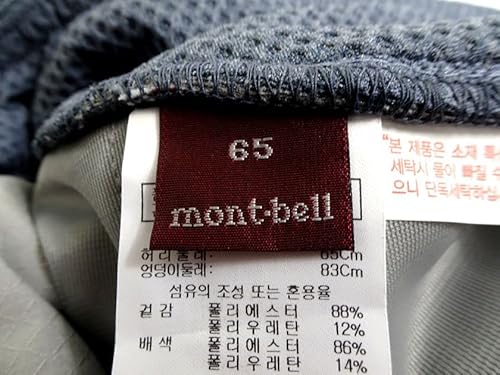 65
mont-bell
허리둘레: 65Cm
엉덩이둘레: 83Cm
섬유의 조성 또는 혼용율
겉감 폴리에스터 88%
폴리우레탄 12%
배색 폴리에스터 86%
폴리우레탄 14%
"본 제품은 소재
세탁시 물이 빠질 수
으니 단독세탁하십